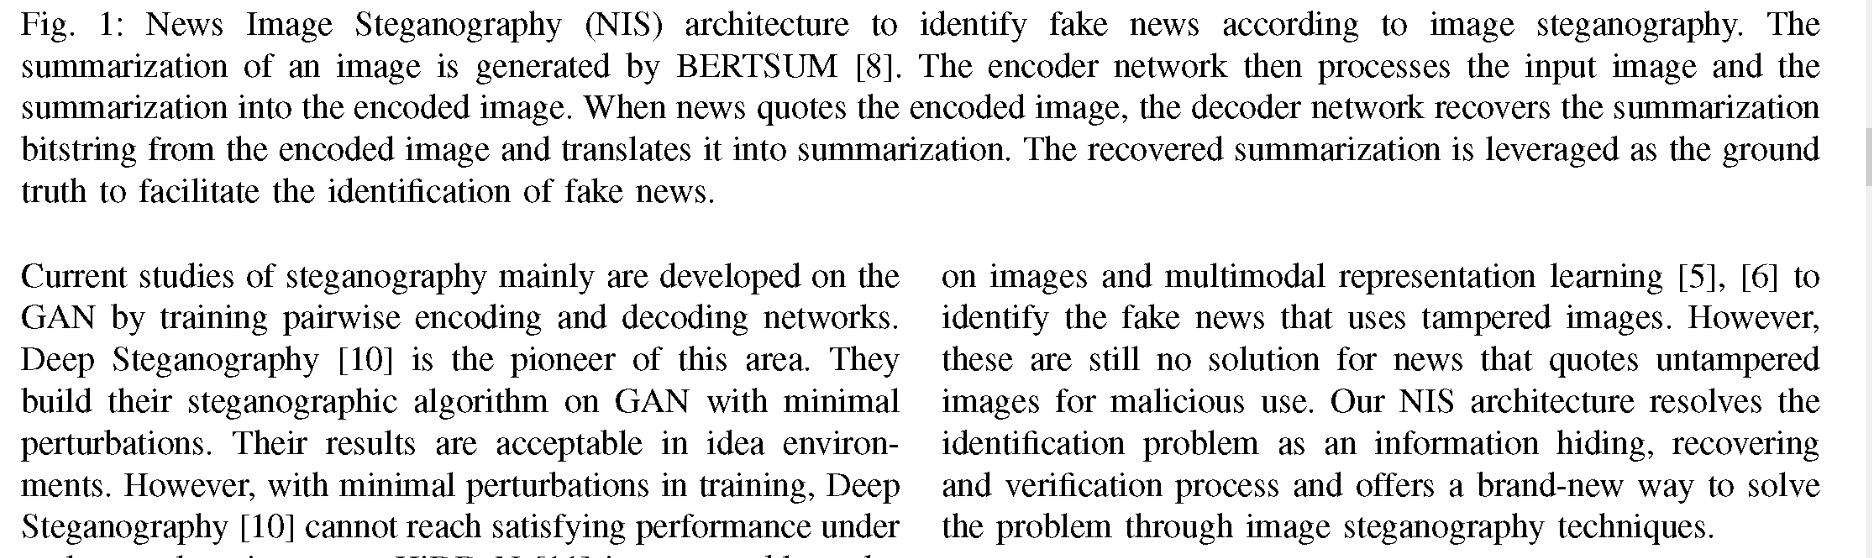 Fig. 1: News Image Steganography (NIS) architecture to identify fake news according to image steganography. The
summarization of an image is generated by BERTSUM [8]. The encoder network then processes the input image and the
summarization into the encoded image. When news quotes the encoded image, the decoder network recovers the summarization
bitstring from the encoded image and translates it into summarization. The recovered summarization is leveraged as the ground
truth to facilitate the identification of fake news.
Current studies of steganography mainly are developed on the
GAN by training pairwise encoding and decoding networks.
Deep Steganography [10] is the pioneer of this area. They
build their steganographic algorithm on GAN with minimal
perturbations. Their results are acceptable in idea environ-
ments. However, with minimal perturbations in training, Deep
Steganography [10] cannot reach satisfying performance under
on images and multimodal representation learning [5], [6] to
identify the fake news that uses tampered images. However,
these are still no solution for news that quotes untampered
images for malicious use. Our NIS architecture resolves the
identification problem as an information hiding, recovering
and verification process and offers a brand-new way to solve
the problem through image steganography techniques.